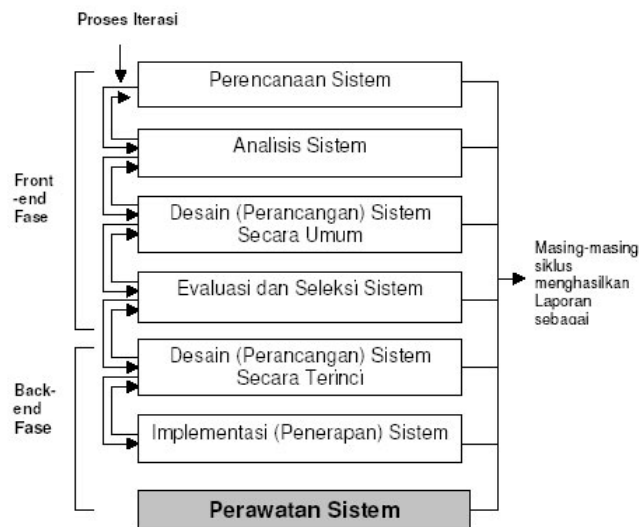 Proses Iterasi
Perencanaan Sistem
Analisis Sistem
Front
-end
Fase
Desain (Perancangan) Sistem
Secara Umum
Masing-masing
siklus
menghasilkan
Laporan
sebagai
Evaluasi dan Seleksi Sistem
Desain (Perancangan) Sistem
Secara Terinci
Back-
end
Fase
Implementasi (Penerapan) Sistem
Perawatan Sistem